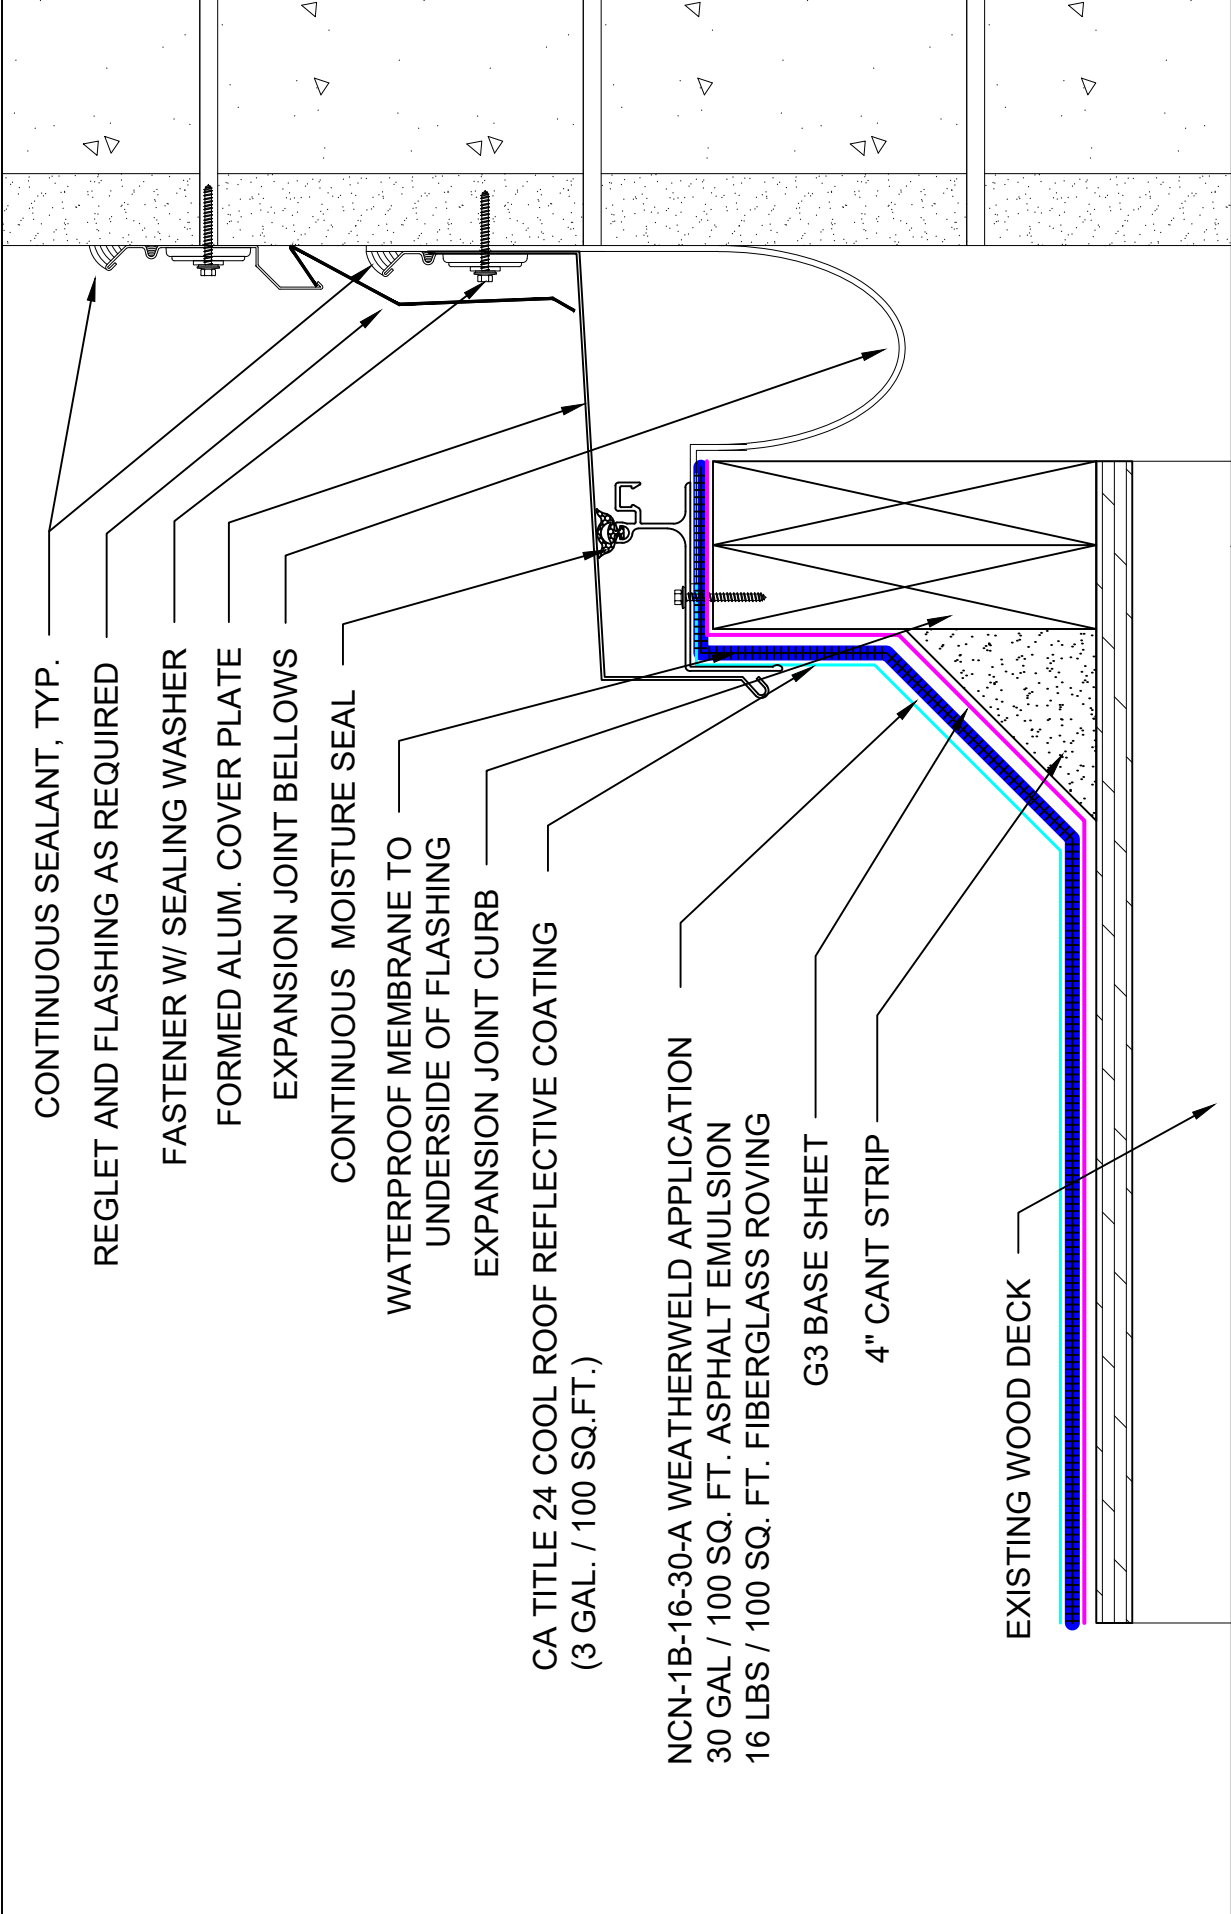 CONTINUOUS SEALANT, TYP.
REGLET AND FLASHING AS REQUIRED
FASTENER W/ SEALING WASHER
FORMED ALUM. COVER PLATE
EXPANSION JOINT BELLOWS
CONTINUOUS MOISTURE SEAL
WATERPROOF MEMBRANE TO
UNDERSIDE OF FLASHING
EXPANSION JOINT CURB
CA TITLE 24 COOL ROOF REFLECTIVE COATING
(3 GAL. / 100 SQ.FT.)
NCN-1B-16-30-A WEATHERWELD APPLICATION
30 GAL / 100 SQ. FT. ASPHALT EMULSION
16 LBS / 100 SQ. FT. FIBERGLASS ROVING
G3 BASE SHEET
4" CANT STRIP
EXISTING WOOD DECK